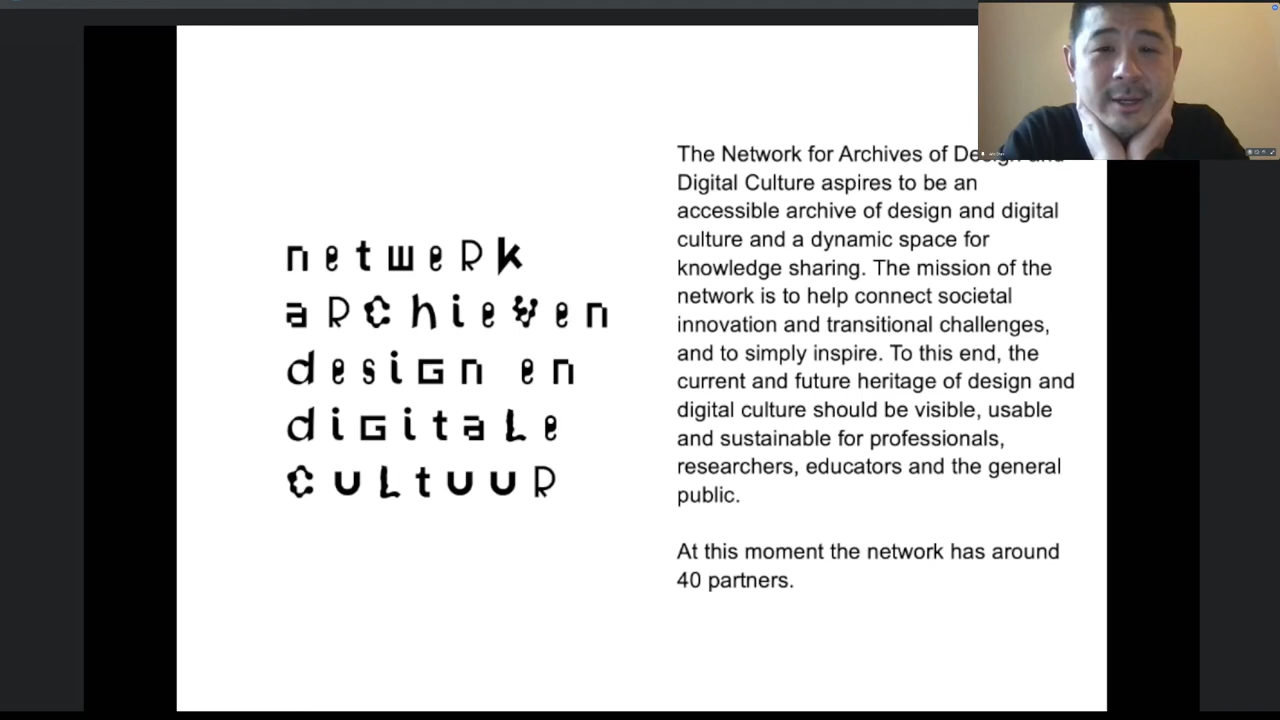 netweRk
aRchieven
design en
digitaLe
cuLtuuR
The Network for Archives of Design and
Digital Culture aspires to be an
accessible archive of design and digital
culture and a dynamic space for
knowledge sharing. The mission of the
network is to help connect societal
innovation and transitional challenges,
and to simply inspire. To this end, the
current and future heritage of design and
digital culture should be visible, usable
and sustainable for professionals,
researchers, educators and the general
public.
At this moment the network has around
40 partners.